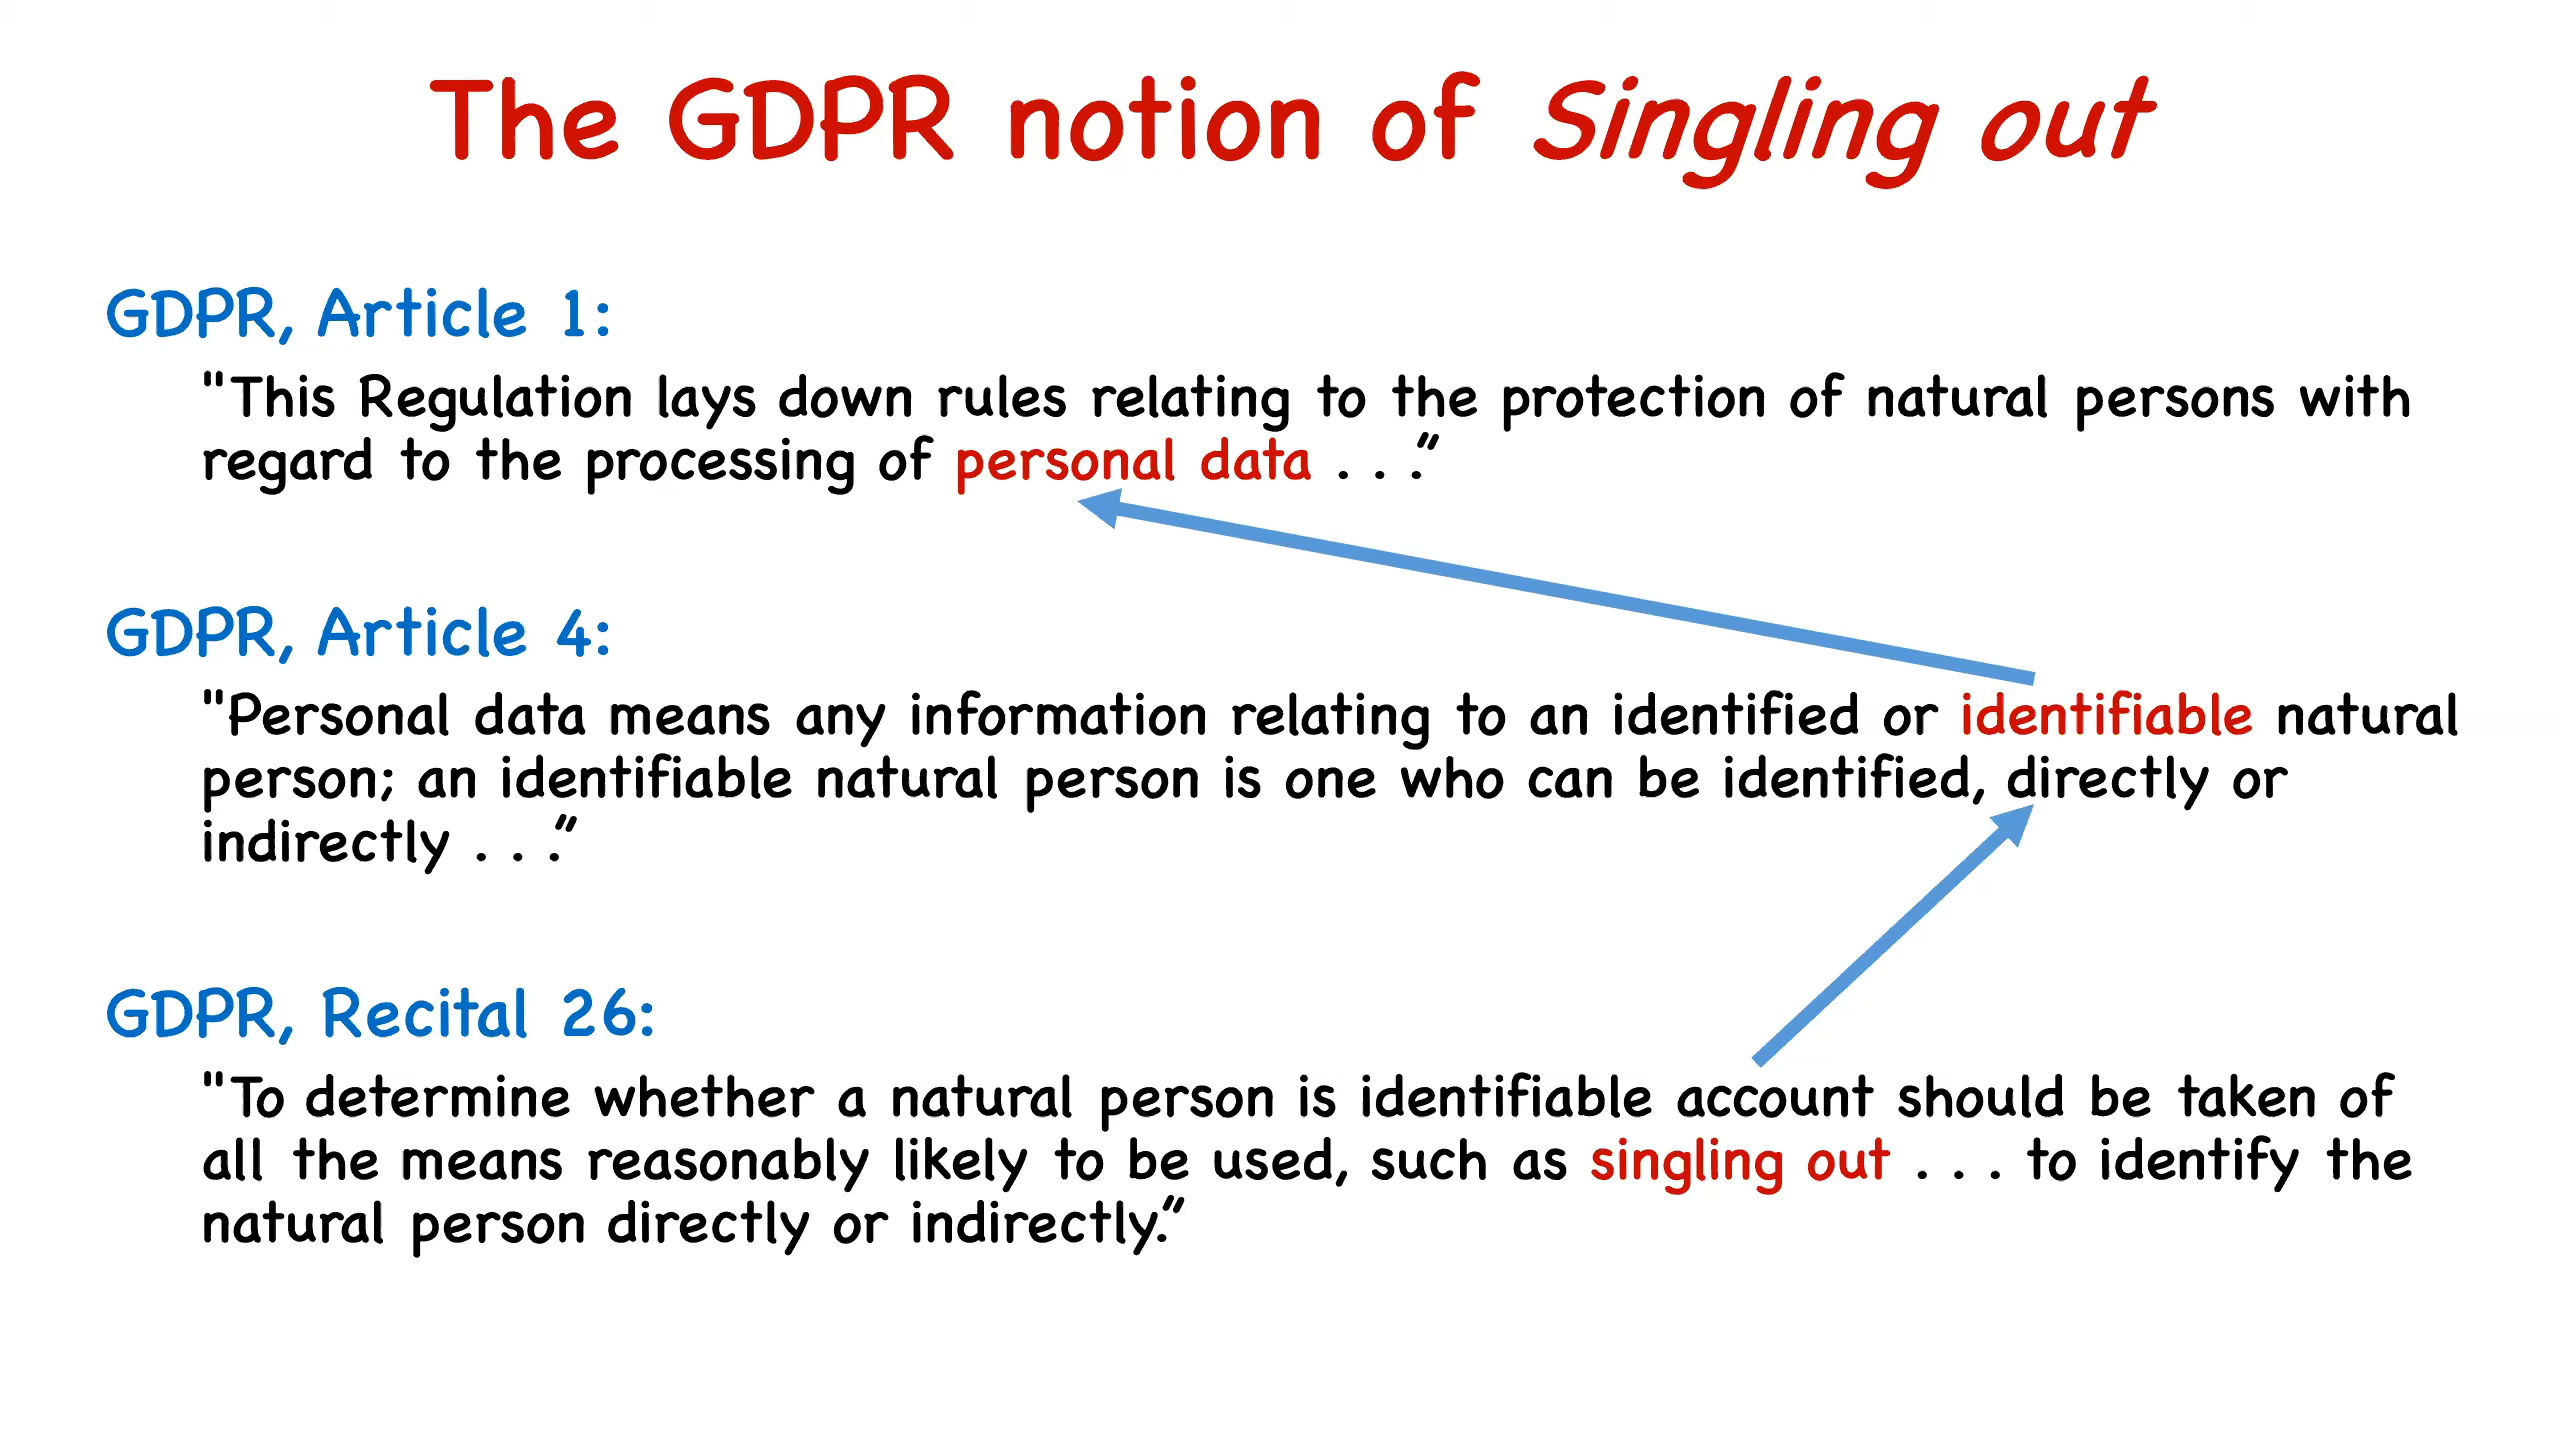 The GDPR notion of Singling out
GDPR, Article 1:
"This Regulation lays down rules relating to the protection of natural persons with
regard to the processing of personal data . . ."
GDPR, Article 4:
"Personal data means any information relating to an identified or identifiable natural
person; an identifiable natural person is one who can be identified, directly or
indirectly . . ."
GDPR, Recital 26:
"To determine whether a natural person is identifiable account should be taken of
all the means reasonably likely to be used, such as singling out . . . to identify the
natural person directly or indirectly."